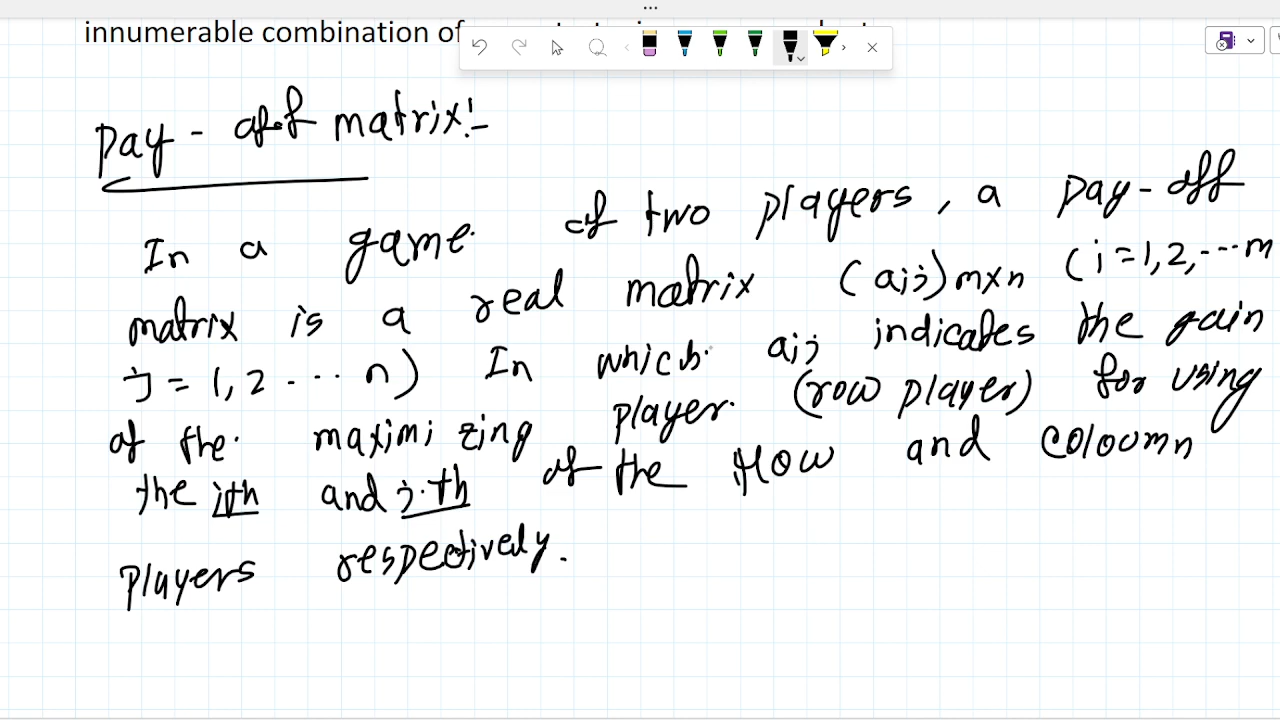 innumerable combination of
pay - off matrix:-
In a game of two players, a pay-off
matrix is a real matrix (aij)m×n (i=1,2,...m
j = 1, 2 ... n) In which aij indicates the gain
of the maximizing player (row player) for using
the ith and j.th of the row and coloumn
players respectively.